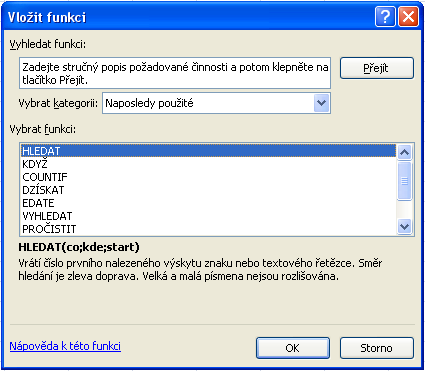 Vložit funkci
Vyhledat funkci:
Zadejte stručný popis požadované činnosti a potom klepněte na
tlačítko Přejít.
Přejít
Vybrat kategorii: Naposledy použité
Vybrat funkci:
HLEDAT
KDYŽ
COUNTIF
DZÍSKAT
EDATE
VYHLEDAT
PROČISTIT
HLEDAT(co;kde;start)
Vrátí číslo prvního nalezeného výskytu znaku nebo textového řetězce. Směr
hledání je zleva doprava. Velká a malá písmena nejsou rozlišována.
Nápověda k této funkci
OK
Storno